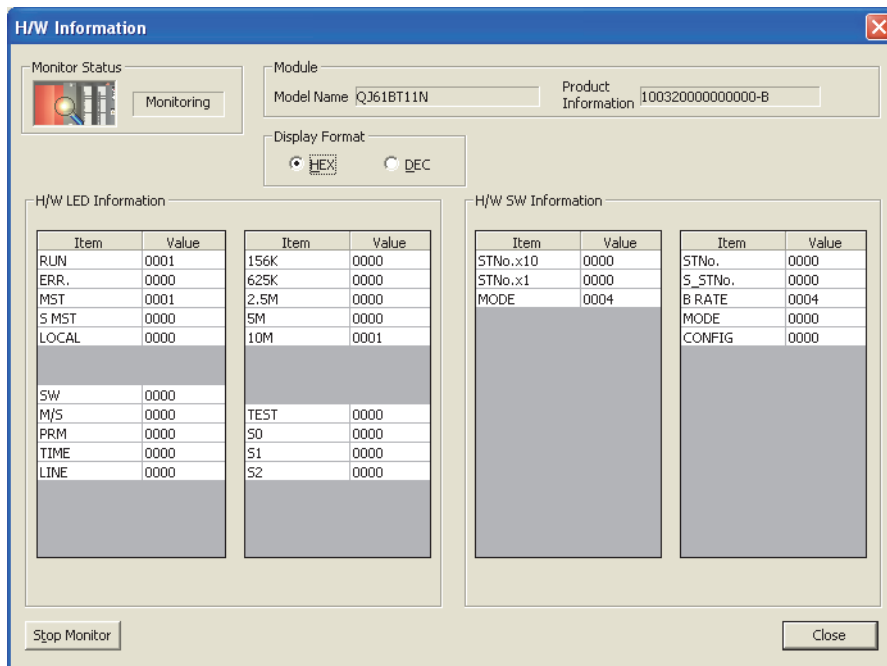 H/W Information
Monitor Status
Monitoring
Module
Model Name QJ61BT11N
Product Information 100320000000000-B
Display Format
HEX DEC
H/W LED Information
Item Value
RUN 0001
ERR. 0000
MST 0001
S MST 0000
LOCAL 0000
SW 0000
M/S 0000
PRM 0000
TIME 0000
LINE 0000
Item Value
156K 0000
625K 0000
2.5M 0000
5M 0000
10M 0001
TEST 0000
S0 0000
S1 0000
S2 0000
H/W SW Information
Item Value
STNo.x10 0000
STNo.x1 0000
MODE 0004
Item Value
STNo. 0000
S_STNo. 0000
B RATE 0004
MODE 0000
CONFIG 0000
Stop Monitor
Close